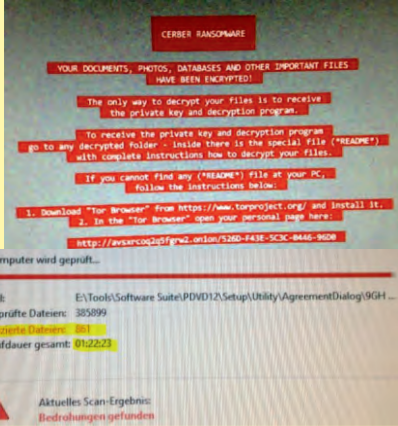 CERBER RANSOMWARE
YOUR DOCUMENTS, PHOTOS, DATABASES AND OTHER IMPORTANT FILES
HAVE BEEN ENCRYPTED!
The only way to decrypt your files is to receive
the private key and decryption program.
To receive the private key and decryption program
go to any decrypted folder - inside there is the special file (*README*)
with complete instructions how to decrypt your files.
If you cannot find any (*README*) file at your PC,
follow the instructions below:
1. Download "Tor Browser" from https://www.torproject.org/ and install it.
2. In the "Tor Browser" open your personal page here:
mputer wird geprüft...
E:\Tools\Software Suite\PDVD12\Setup\Utility\AgreementDialog\9GH ...
prüfte Dateien: 385899
zierte Dateien: 861
ufdauer gesamt: 01:22:23
Aktuelles Scan-Ergebnis:
Bedrohungen gefunden